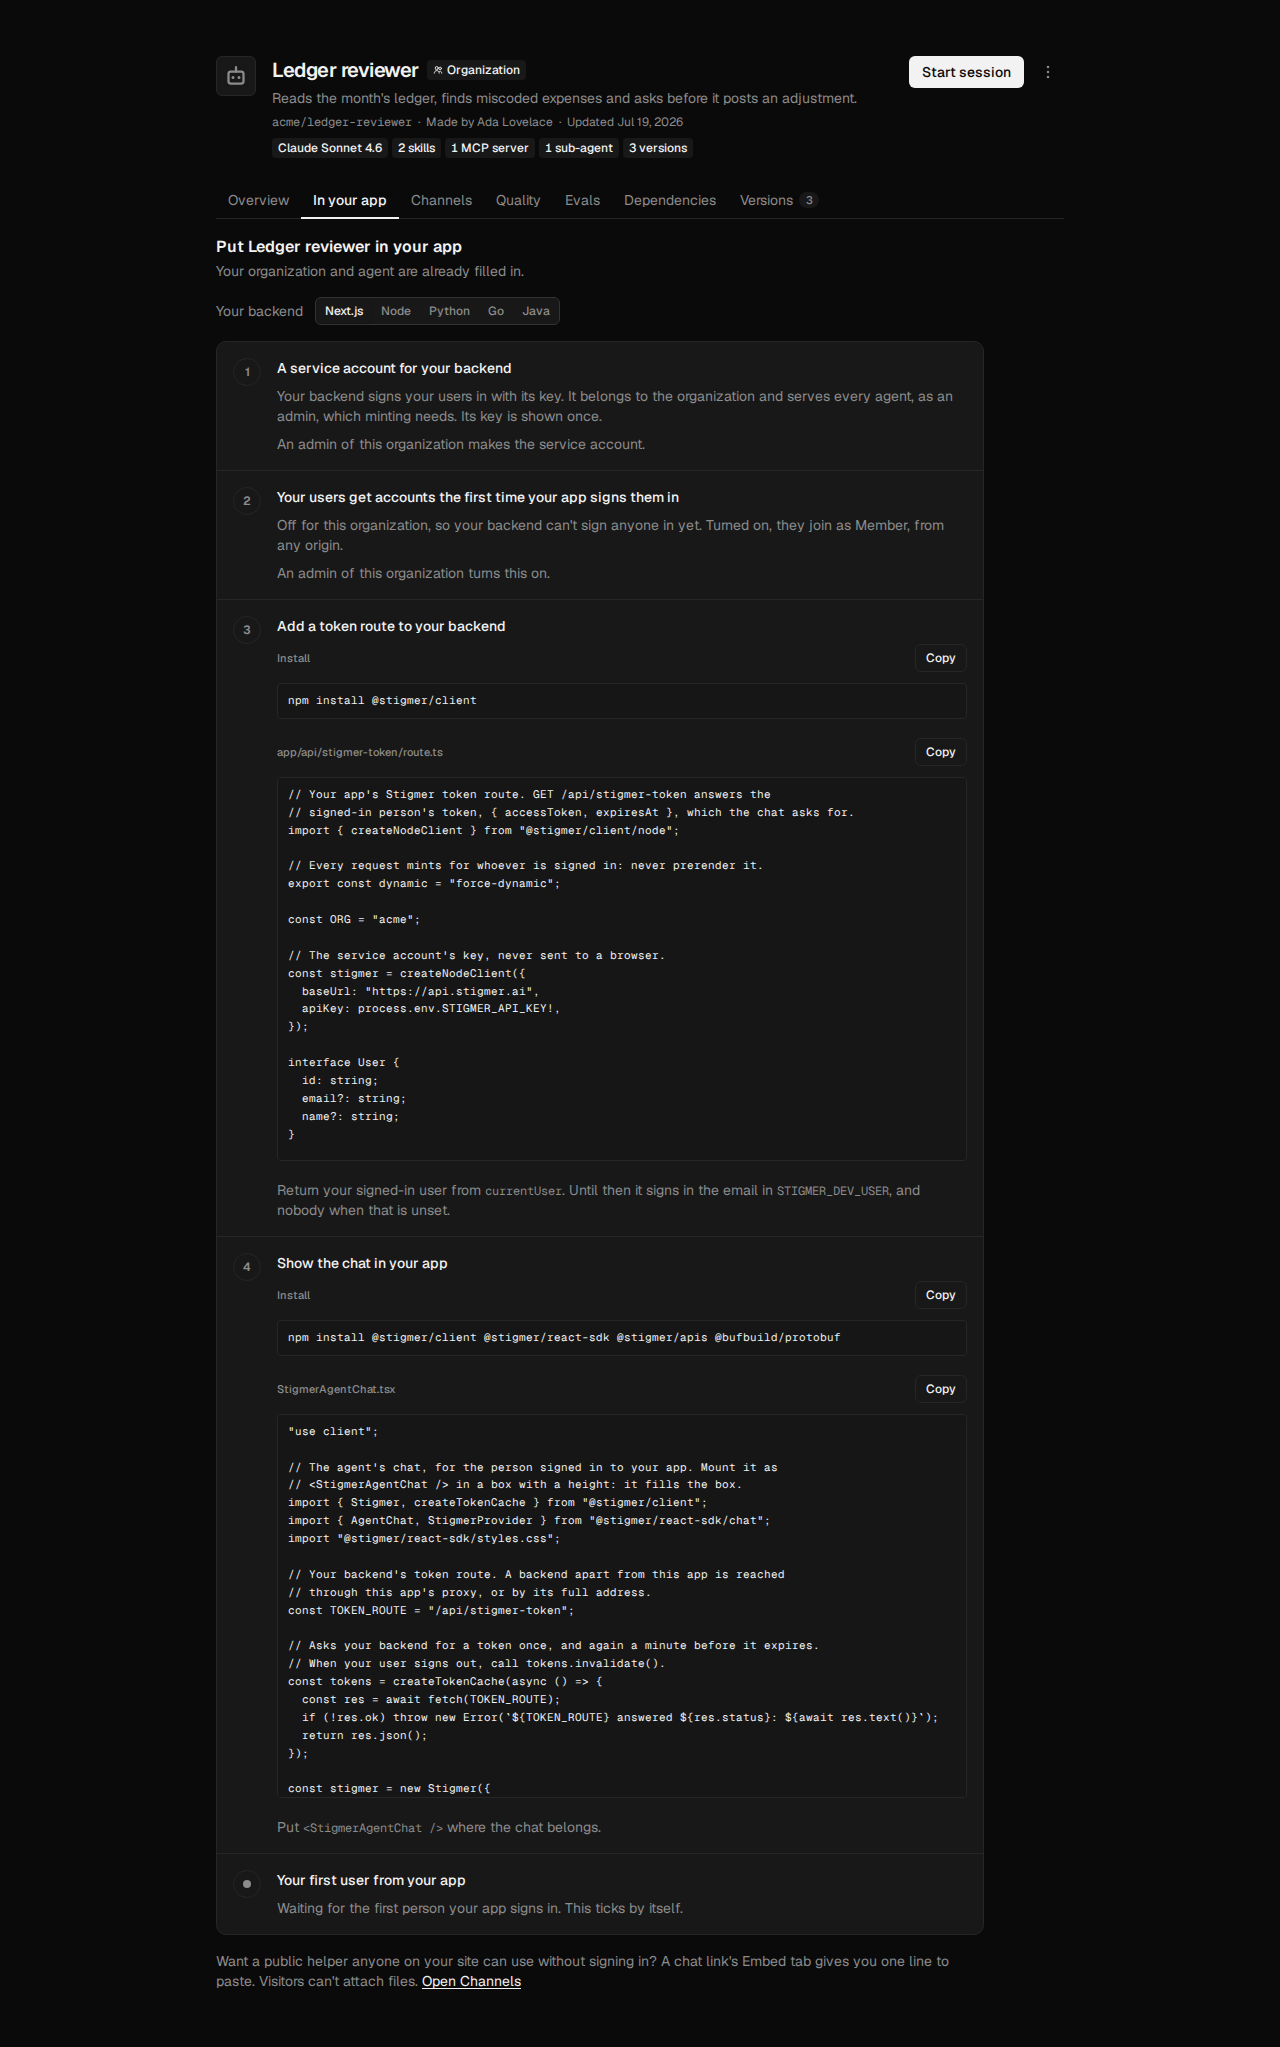 Ledger reviewer
Organization
Start session
Reads the month's ledger, finds miscoded expenses and asks before it posts an adjustment.
acme/ledger-reviewer · Made by Ada Lovelace · Updated Jul 19, 2026
Claude Sonnet 4.6 2 skills 1 MCP server 1 sub-agent 3 versions
Overview In your app Channels Quality Evals Dependencies Versions 3
Put Ledger reviewer in your app
Your organization and agent are already filled in.
Your backend Next.js Node Python Go Java
1 A service account for your backend
Your backend signs your users in with its key. It belongs to the organization and serves every agent, as an
admin, which minting needs. Its key is shown once.
An admin of this organization makes the service account.
2 Your users get accounts the first time your app signs them in
Off for this organization, so your backend can't sign anyone in yet. Turned on, they join as Member, from
any origin.
An admin of this organization turns this on.
3 Add a token route to your backend
Install Copy
npm install @stigmer/client
app/api/stigmer-token/route.ts Copy
// Your app's Stigmer token route. GET /api/stigmer-token answers the
// signed-in person's token, { accessToken, expiresAt }, which the chat asks for.
import { createNodeClient } from "@stigmer/client/node";
// Every request mints for whoever is signed in: never prerender it.
export const dynamic = "force-dynamic";
const ORG = "acme";
// The service account's key, never sent to a browser.
const stigmer = createNodeClient({
  baseUrl: "https://api.stigmer.ai",
  apiKey: process.env.STIGMER_API_KEY!,
});
interface User {
  id: string;
  email?: string;
  name?: string;
}
Return your signed-in user from currentUser. Until then it signs in the email in STIGMER_DEV_USER, and
nobody when that is unset.
4 Show the chat in your app
Install Copy
npm install @stigmer/client @stigmer/react-sdk @stigmer/apis @bufbuild/protobuf
StigmerAgentChat.tsx Copy
"use client";
// The agent's chat, for the person signed in to your app. Mount it as
// <StigmerAgentChat /> in a box with a height: it fills the box.
import { Stigmer, createTokenCache } from "@stigmer/client";
import { AgentChat, StigmerProvider } from "@stigmer/react-sdk/chat";
import "@stigmer/react-sdk/styles.css";
// Your backend's token route. A backend apart from this app is reached
// through this app's proxy, or by its full address.
const TOKEN_ROUTE = "/api/stigmer-token";
// Asks your backend for a token once, and again a minute before it expires.
// When your user signs out, call tokens.invalidate().
const tokens = createTokenCache(async () => {
  const res = await fetch(TOKEN_ROUTE);
  if (!res.ok) throw new Error(`${TOKEN_ROUTE} answered ${res.status}: ${await res.text()}`);
  return res.json();
});
const stigmer = new Stigmer({
Put <StigmerAgentChat /> where the chat belongs.
Your first user from your app
Waiting for the first person your app signs in. This ticks by itself.
Want a public helper anyone on your site can use without signing in? A chat link's Embed tab gives you one line to
paste. Visitors can't attach files. Open Channels